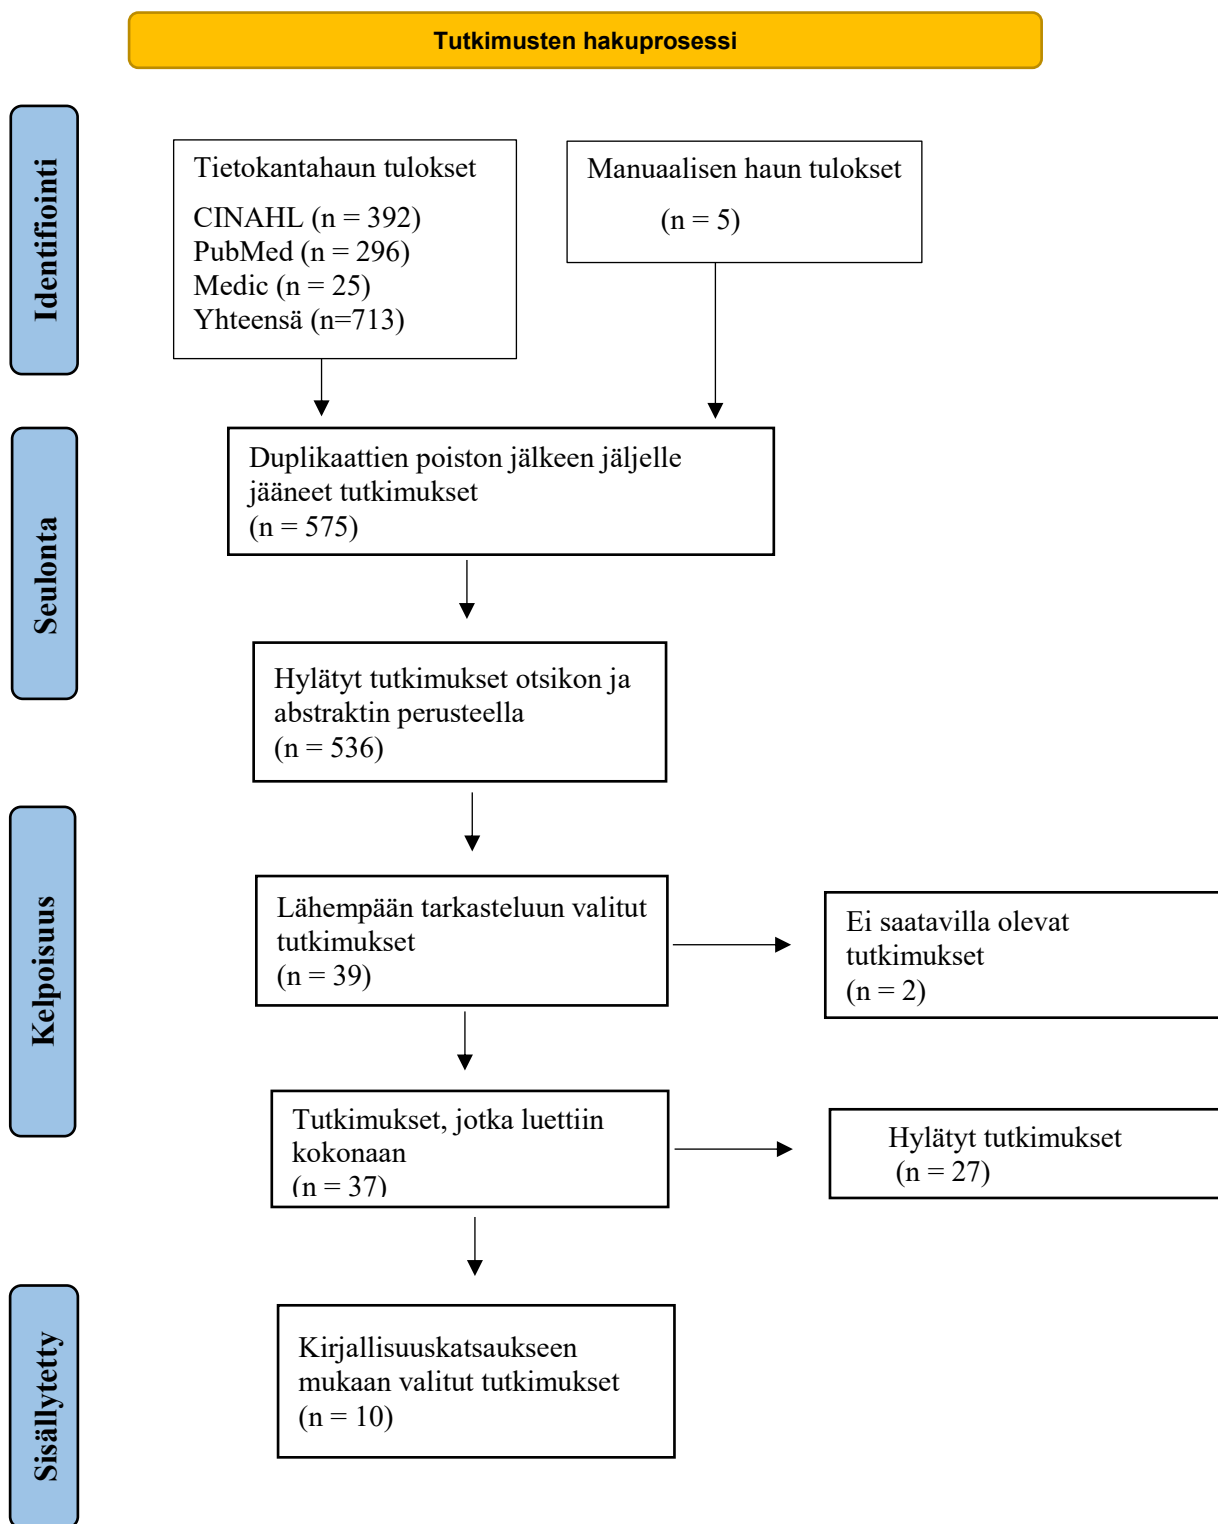 Tutkimusten hakuprosessi
Identifiointi
Tietokantahaun tulokset
CINAHL (n = 392)
PubMed (n = 296)
Medic (n = 25)
Yhteensä (n=713)
Manuaalisen haun tulokset
(n = 5)
Seulonta
Duplikaattien poiston jälkeen jäljelle
jääneet tutkimukset
(n = 575)
Hylätyt tutkimukset otsikon ja
abstraktin perusteella
(n = 536)
Kelpoisuus
Lähempään tarkasteluun valitut
tutkimukset
(n = 39)
Ei saatavilla olevat
tutkimukset
(n = 2)
Tutkimukset, jotka luettiin
kokonaan
(n = 37)
Hylätyt tutkimukset
(n = 27)
Sisällytetty
Kirjallisuuskatsaukseen
mukaan valitut tutkimukset
(n = 10)